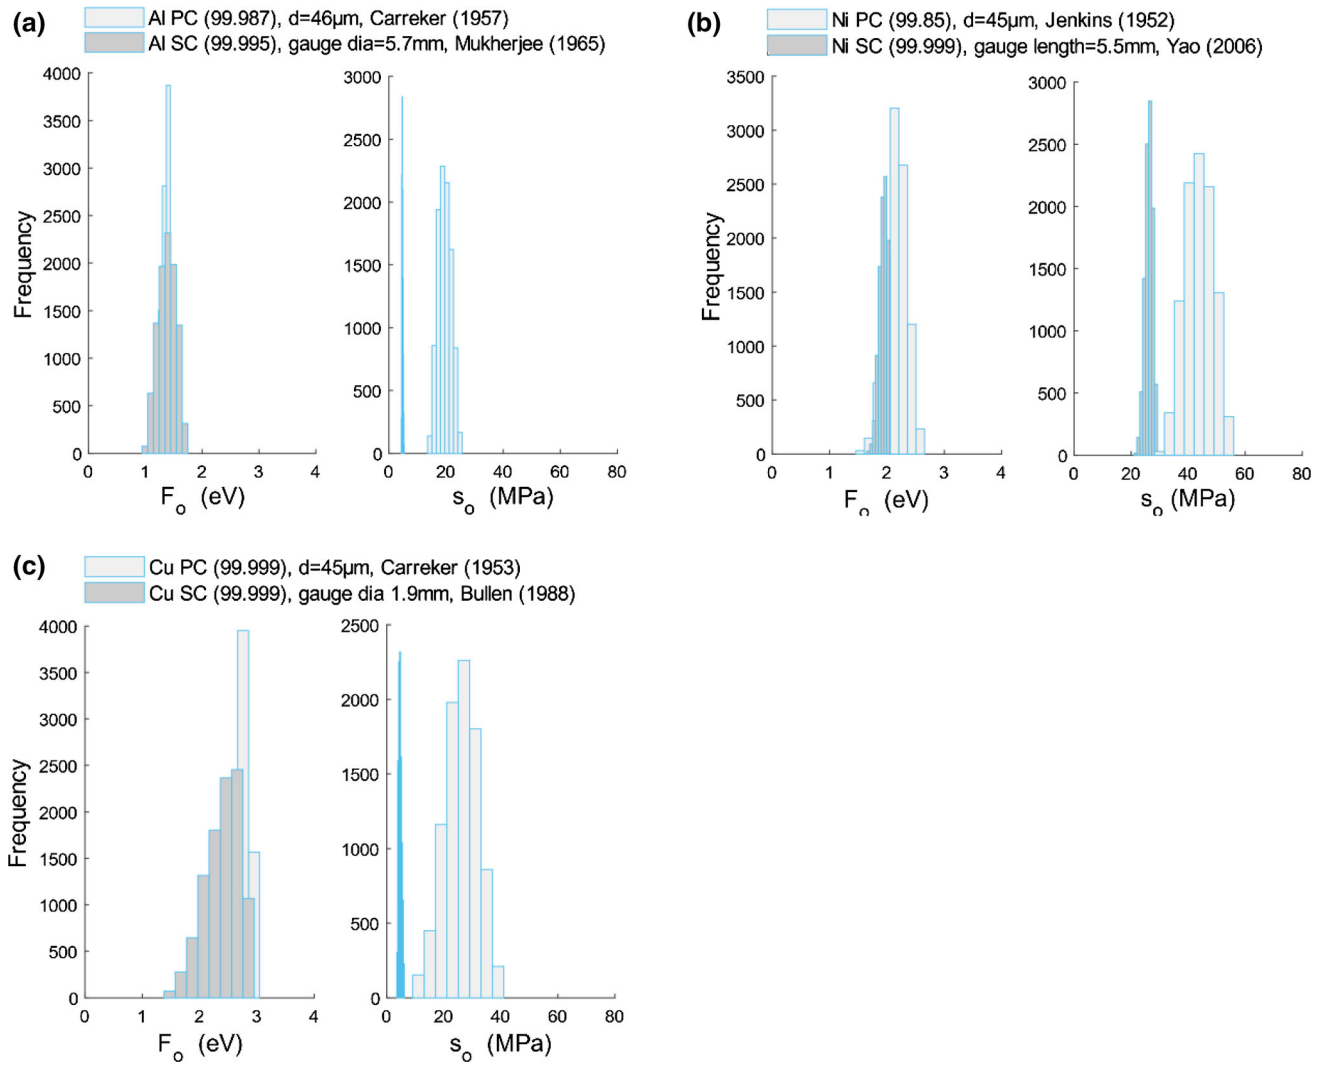 (a)
Al PC (99.987), d=46µm, Carreker (1957)
Al SC (99.995), gauge dia=5.7mm, Mukherjee (1965)
4000
3500
3000
2500
2000
1500
1000
500
0
Frequency
0 1 2 3 4
Fo (eV)
3000
2500
2000
1500
1000
500
0
0 20 40 60 80
so (MPa)
(b)
Ni PC (99.85), d=45µm, Jenkins (1952)
Ni SC (99.999), gauge length=5.5mm, Yao (2006)
3500
3000
2500
2000
1500
1000
500
0
Frequency
0 1 2 3 4
Fo (eV)
3000
2500
2000
1500
1000
500
0
0 20 40 60 80
so (MPa)
(c)
Cu PC (99.999), d=45µm, Carreker (1953)
Cu SC (99.999), gauge dia 1.9mm, Bullen (1988)
4000
3500
3000
2500
2000
1500
1000
500
0
Frequency
0 1 2 3 4
Fo (eV)
2500
2000
1500
1000
500
0
0 20 40 60 80
so (MPa)